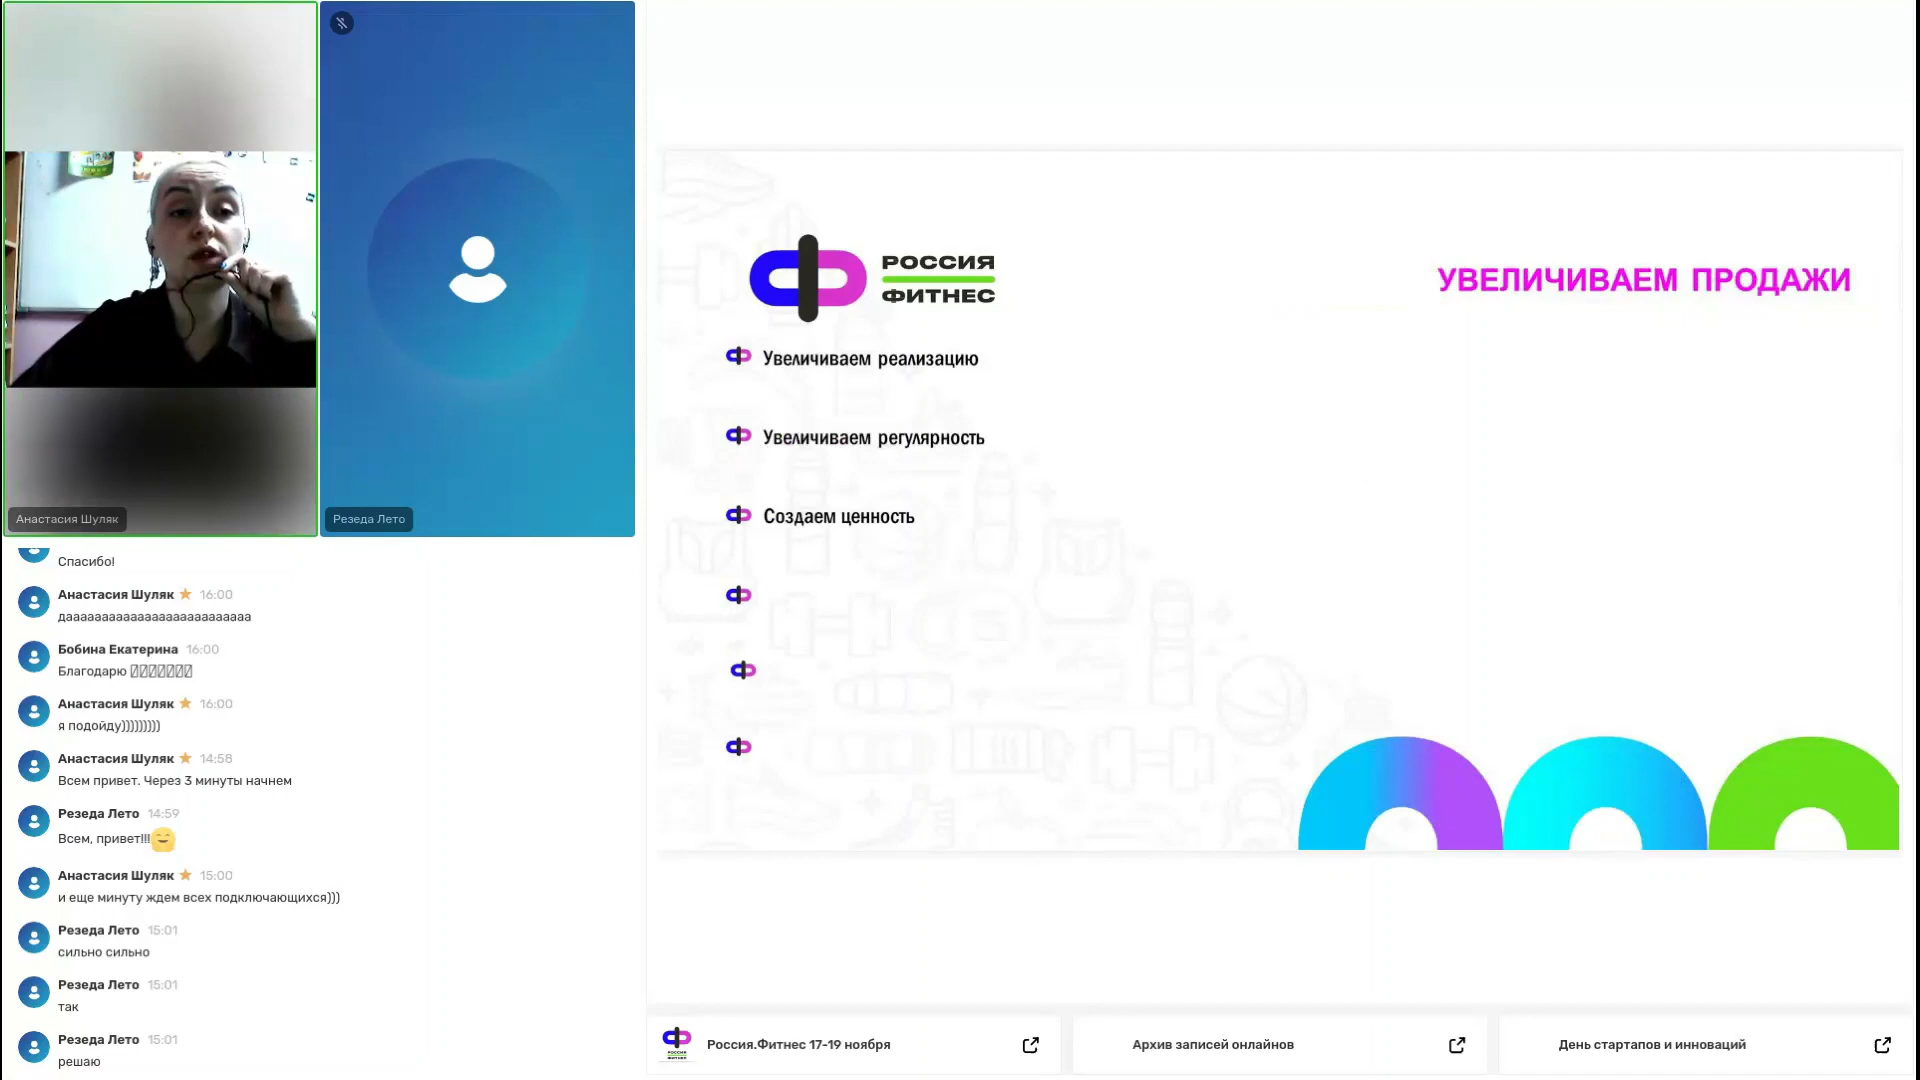 Анастасия Шуляк
Резеда Лето
Спасибо!
Анастасия Шуляк 16:00
дааааааааааааааааааааааааааа
Бобина Екатерина 16:00
Благодарю
Анастасия Шуляк 16:00
я подойду)))))))))
Анастасия Шуляк 14:58
Всем привет. Через 3 минуты начнем
Резеда Лето 14:59
Всем, привет!!!
Анастасия Шуляк 15:00
и еще минуту ждем всех подключающихся)))
Резеда Лето 15:01
сильно сильно
Резеда Лето 15:01
так
Резеда Лето 15:01
решаю
РОССИЯ
ФИТНЕС
УВЕЛИЧИВАЕМ ПРОДАЖИ
Увеличиваем реализацию
Увеличиваем регулярность
Создаем ценность
Россия.Фитнес 17-19 ноября
Архив записей онлайнов
День стартапов и инноваций